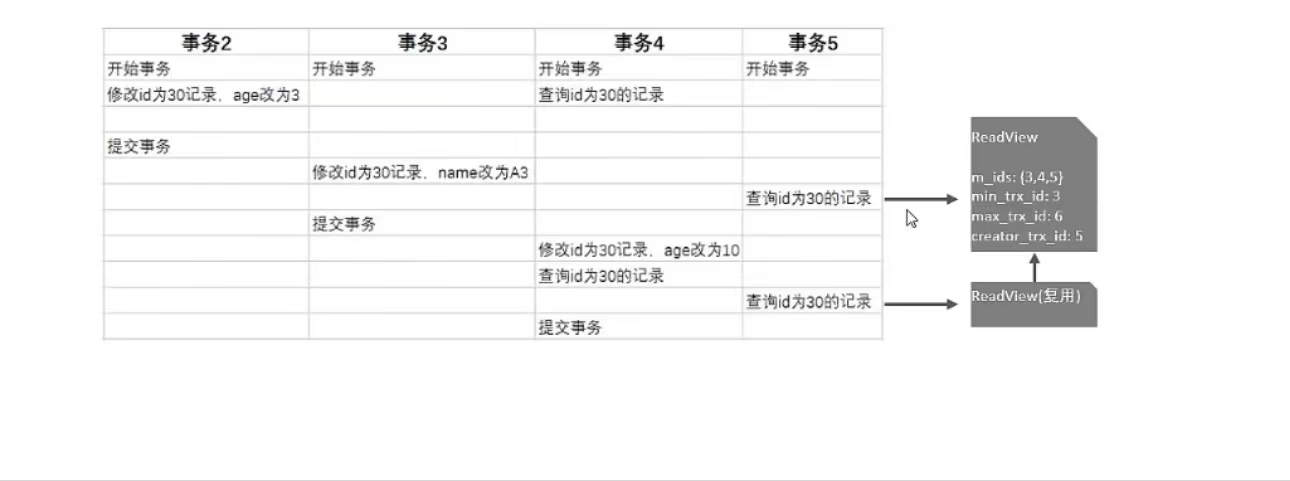 事务2 事务3 事务4 事务5
开始事务 开始事务 开始事务 开始事务
修改id为30记录，age改为3 查询id为30的记录
提交事务
修改id为30记录，name改为A3
查询id为30的记录
提交事务
修改id为30记录，age改为10
查询id为30的记录
查询id为30的记录
提交事务
ReadView
m_ids: {3,4,5}
min_trx_id: 3
max_trx_id: 6
creator_trx_id: 5
ReadView(复用)